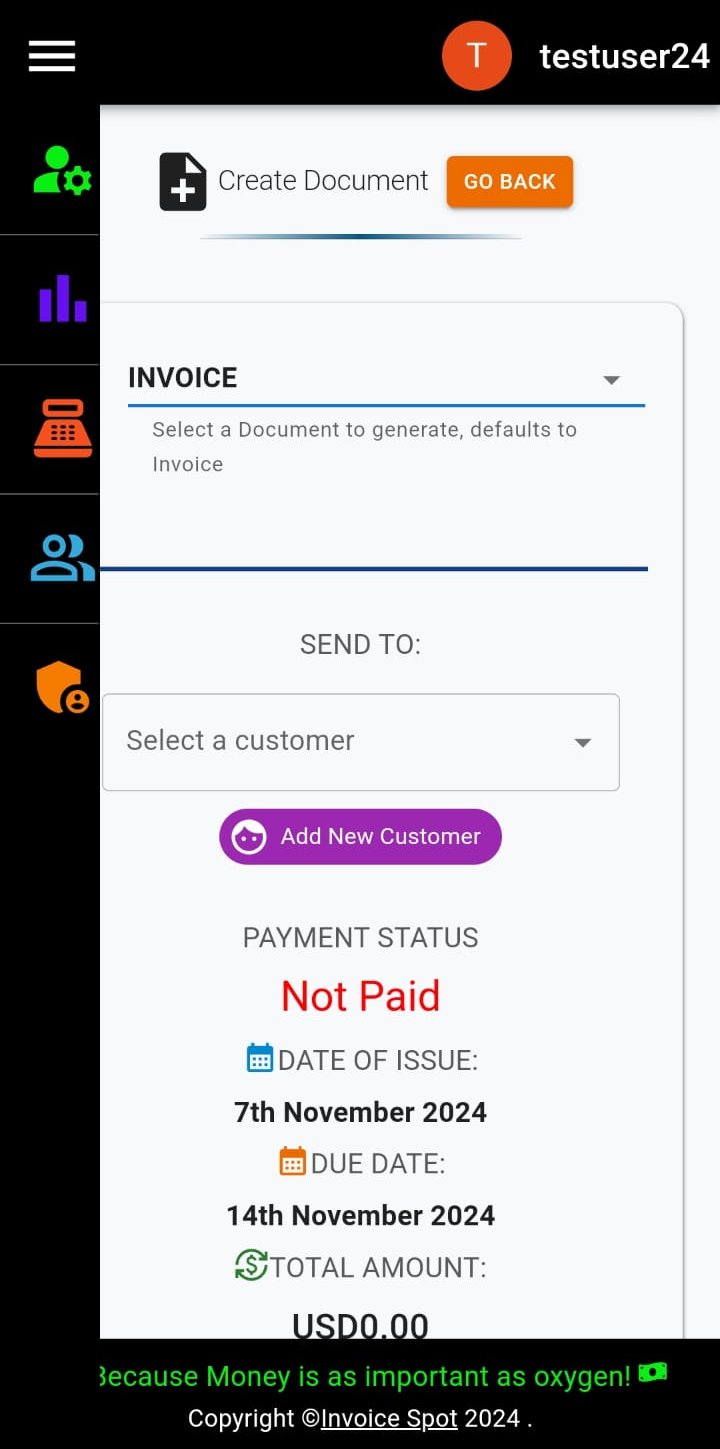 T
testuser24
Create Document
GO BACK
INVOICE
Select a Document to generate, defaults to
Invoice
SEND TO:
Select a customer
Add New Customer
PAYMENT STATUS
Not Paid
DATE OF ISSUE:
7th November 2024
DUE DATE:
14th November 2024
TOTAL AMOUNT:
USD0.00
Because Money is as important as oxygen!
Copyright ©Invoice Spot 2024 .